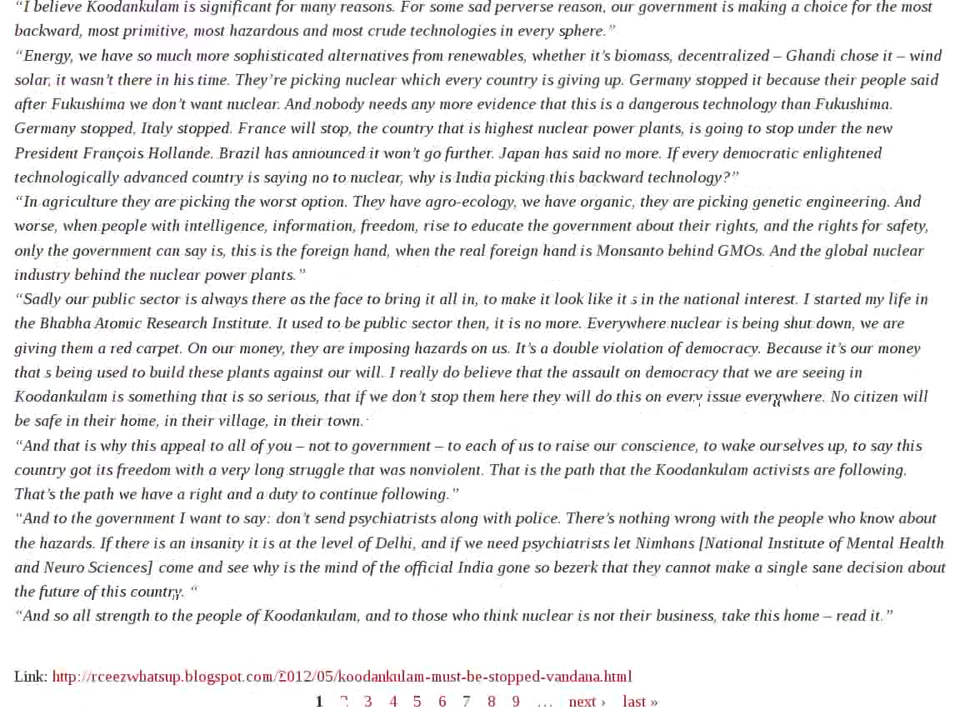 “I believe Koodankulam is significant for many reasons. For some sad perverse reason, our government is making a choice for the most
backward, most primitive, most hazardous and most crude technologies in every sphere.”
“Energy, we have so much more sophisticated alternatives from renewables, whether it’s biomass, decentralized – Ghandi chose it – wind
solar, it wasn’t there in his time. They’re picking nuclear which every country is giving up. Germany stopped it because their people said
after Fukushima we don’t want nuclear. And nobody needs any more evidence that this is a dangerous technology than Fukushima.
Germany stopped, Italy stopped. France will stop, the country that is highest nuclear power plants, is going to stop under the new
President François Hollande. Brazil has announced it won’t go further. Japan has said no more. If every democratic enlightened
technologically advanced country is saying no to nuclear, why is India picking this backward technology?”
“In agriculture they are picking the worst option. They have agro-ecology, we have organic, they are picking genetic engineering. And
worse, when people with intelligence, information, freedom, rise to educate the government about their rights, and the rights for safety,
only the government can say is, this is the foreign hand, when the real foreign hand is Monsanto behind GMOs. And the global nuclear
industry behind the nuclear power plants.”
“Sadly our public sector is always there as the face to bring it all in, to make it look like it s in the national interest. I started my life in
the Bhabha Atomic Research Institute. It used to be public sector then, it is no more. Everywhere nuclear is being shut down, we are
giving them a red carpet. On our money, they are imposing hazards on us. It’s a double violation of democracy. Because it’s our money
that s being used to build these plants against our will. I really do believe that the assault on democracy that we are seeing in
Koodankulam is something that is so serious, that if we don’t stop them here they will do this on every issue everywhere. No citizen will
be safe in their home, in their village, in their town.
“And that is why this appeal to all of you – not to government – to each of us to raise our conscience, to wake ourselves up, to say this
country got its freedom with a very long struggle that was nonviolent. That is the path that the Koodankulam activists are following.
That’s the path we have a right and a duty to continue following.”
“And to the government I want to say: don’t send psychiatrists along with police. There’s nothing wrong with the people who know about
the hazards. If there is an insanity it is at the level of Delhi, and if we need psychiatrists let Nimhans [National Institute of Mental Health
and Neuro Sciences] come and see why is the mind of the official India gone so bezerk that they cannot make a single sane decision about
the future of this country. “
“And so all strength to the people of Koodankulam, and to those who think nuclear is not their business, take this home – read it.”
Link: http://rceezwhatsup.blogspot.com/2012/05/koodankulam-must-be-stopped-vandana.html
1 2 3 4 5 6 7 8 9 … next › last »